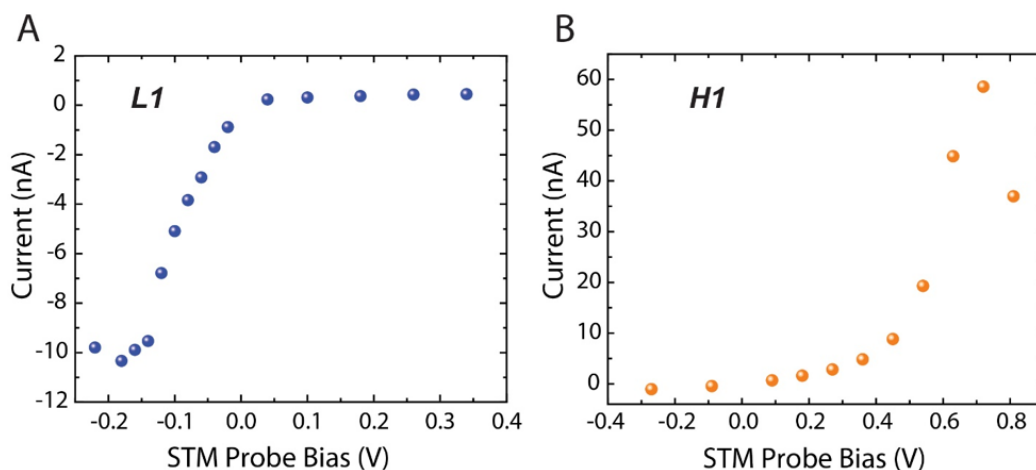 A
B
L1
H1
Current (nA)
2
0
-2
-4
-6
-8
-10
-12
-0.2 -0.1 0.0 0.1 0.2 0.3 0.4
STM Probe Bias (V)
Current (nA)
60
50
40
30
20
10
0
-0.4 -0.2 0.0 0.2 0.4 0.6 0.8
STM Probe Bias (V)